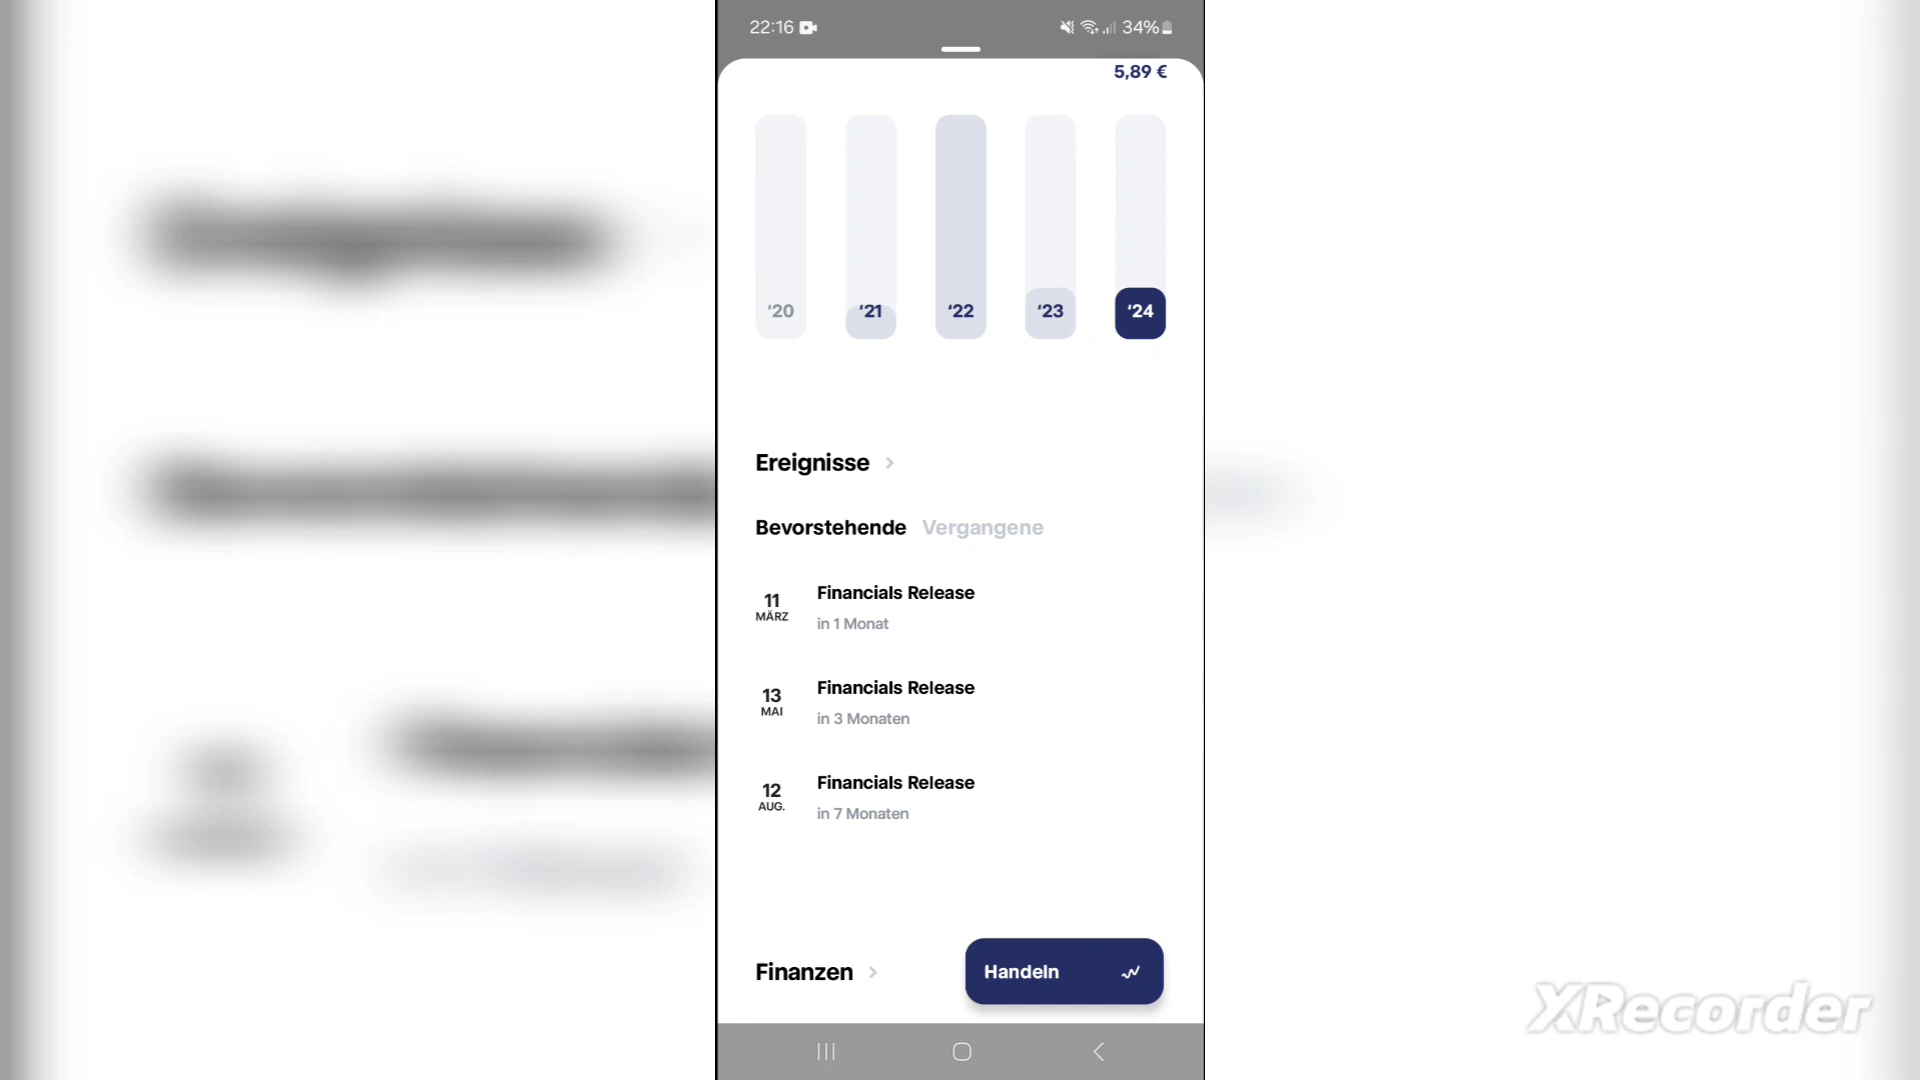 22:16
34%
5,89 €
‘20 ‘21 ‘22 ‘23 ‘24
Ereignisse
Bevorstehende Vergangene
11
MÄRZ
Financials Release
in 1 Monat
13
MAI
Financials Release
in 3 Monaten
12
AUG.
Financials Release
in 7 Monaten
Finanzen
Handeln
XRecorder